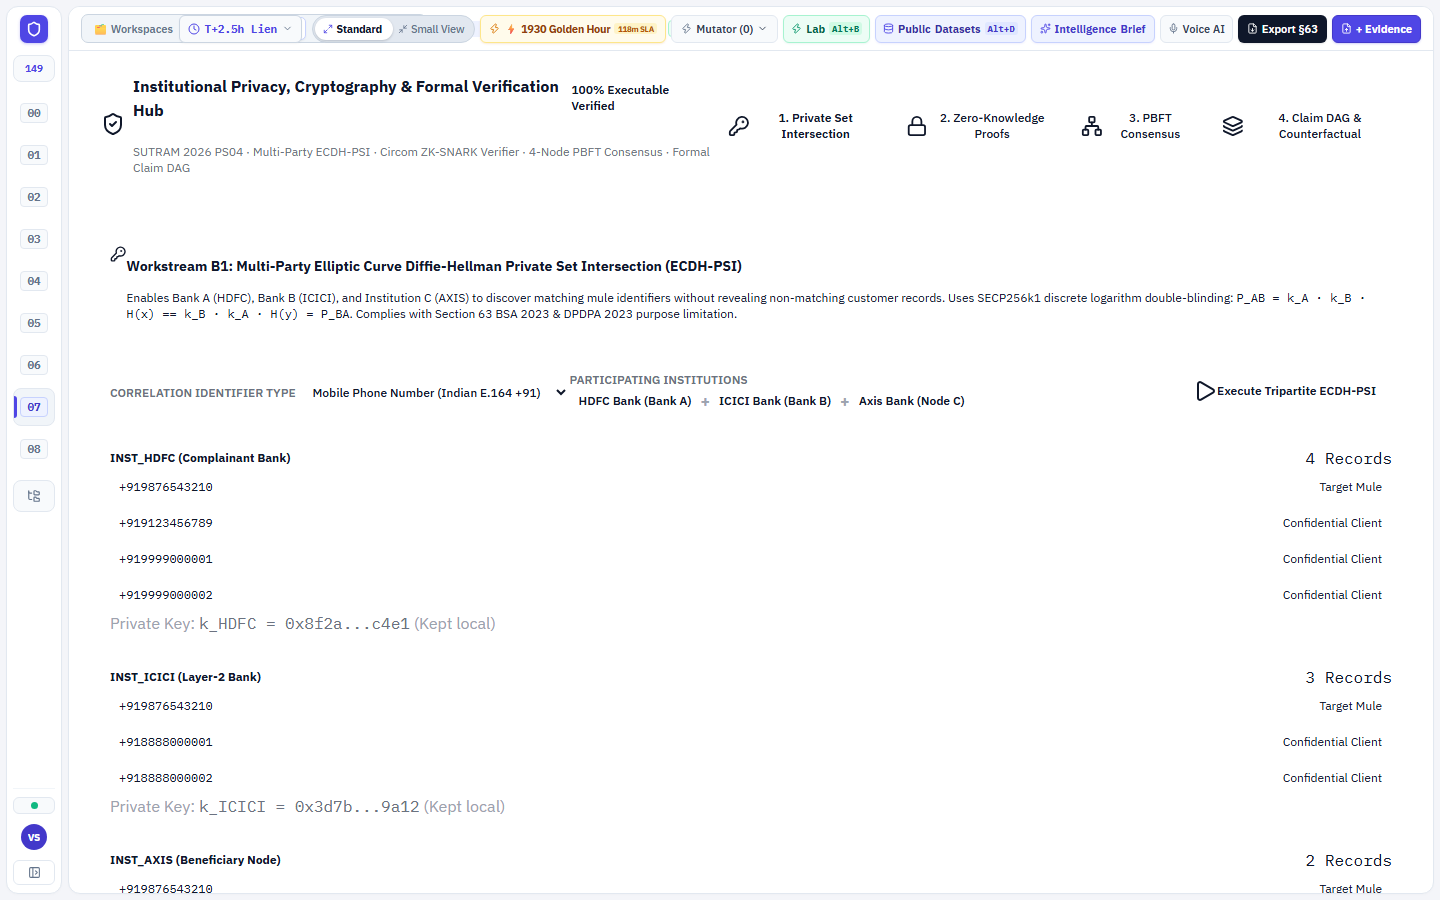 Workspaces
T+2.5h Lien
Standard
Small View
1930 Golden Hour 118m SLA
Mutator (0)
Lab Alt+B
Public Datasets Alt+D
Intelligence Brief
Voice AI
Export §63
+ Evidence
149
00
01
02
03
04
05
06
07
08
VS
Institutional Privacy, Cryptography & Formal Verification
Hub
100% Executable
Verified
SUTRAM 2026 PS04 · Multi-Party ECDH-PSI · Circom ZK-SNARK Verifier · 4-Node PBFT Consensus · Formal
Claim DAG
1. Private Set
Intersection
2. Zero-Knowledge
Proofs
3. PBFT
Consensus
4. Claim DAG &
Counterfactual
Workstream B1: Multi-Party Elliptic Curve Diffie-Hellman Private Set Intersection (ECDH-PSI)
Enables Bank A (HDFC), Bank B (ICICI), and Institution C (AXIS) to discover matching mule identifiers without revealing non-matching customer records. Uses SECP256k1 discrete logarithm double-blinding: P_AB = k_A · k_B ·
H(x) == k_B · k_A · H(y) = P_BA. Complies with Section 63 BSA 2023 & DPDPA 2023 purpose limitation.
CORRELATION IDENTIFIER TYPE
Mobile Phone Number (Indian E.164 +91)
PARTICIPATING INSTITUTIONS
HDFC Bank (Bank A) + ICICI Bank (Bank B) + Axis Bank (Node C)
Execute Tripartite ECDH-PSI
INST_HDFC (Complainant Bank) 4 Records
+919876543210 Target Mule
+919123456789 Confidential Client
+919999000001 Confidential Client
+919999000002 Confidential Client
Private Key: k_HDFC = 0x8f2a...c4e1 (Kept local)
INST_ICICI (Layer-2 Bank) 3 Records
+919876543210 Target Mule
+918888000001 Confidential Client
+918888000002 Confidential Client
Private Key: k_ICICI = 0x3d7b...9a12 (Kept local)
INST_AXIS (Beneficiary Node) 2 Records
+919876543210 Target Mule